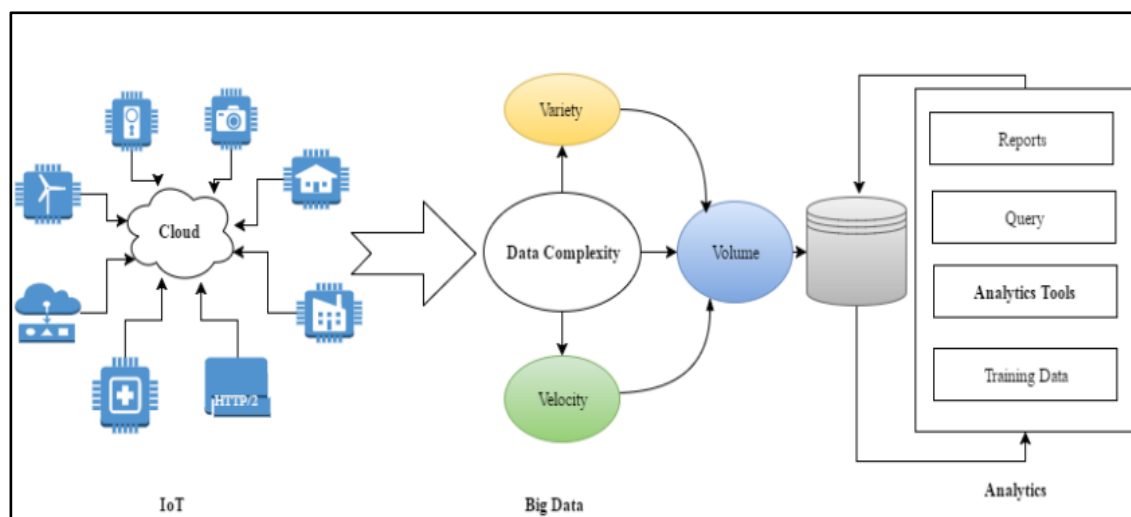 Cloud
HTTP/2
IoT
Variety
Data Complexity
Volume
Velocity
Big Data
Reports
Query
Analytics Tools
Training Data
Analytics